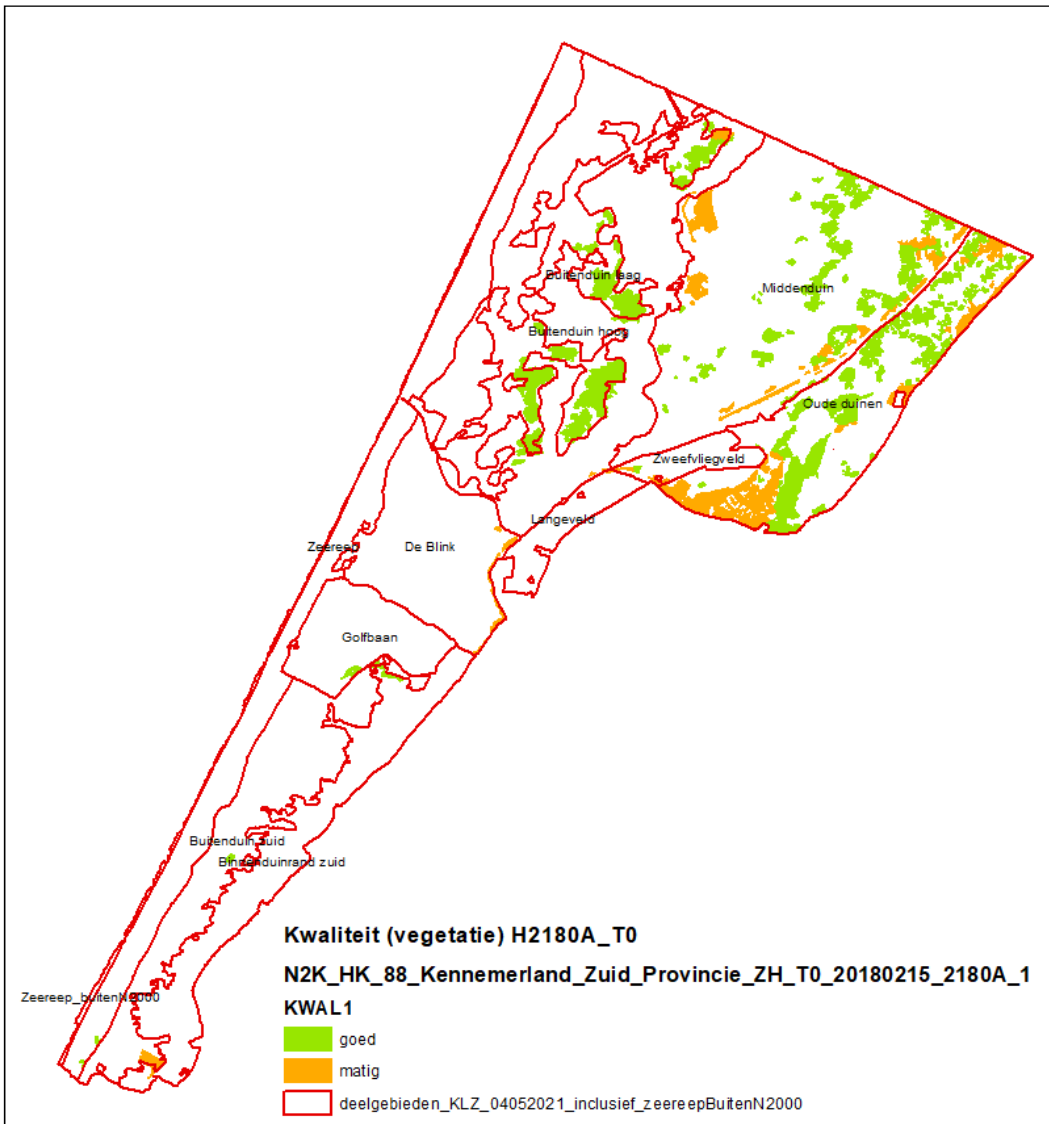 Buitenduin laag
Middenduin
Buitenduin hoog
Oude duinen
Zweefvliegveld
Langeveld
Zeereep
De Blink
Golfbaan
Buitenduin zuid
Binnenduinrand zuid
Zeereep_buitenN2000
Kwaliteit (vegetatie) H2180A_T0
N2K_HK_88_Kennemerland_Zuid_Provincie_ZH_T0_20180215_2180A_1
KWAL1
goed
matig
deelgebieden_KLZ_04052021_inclusief_zeereepBuitenN2000